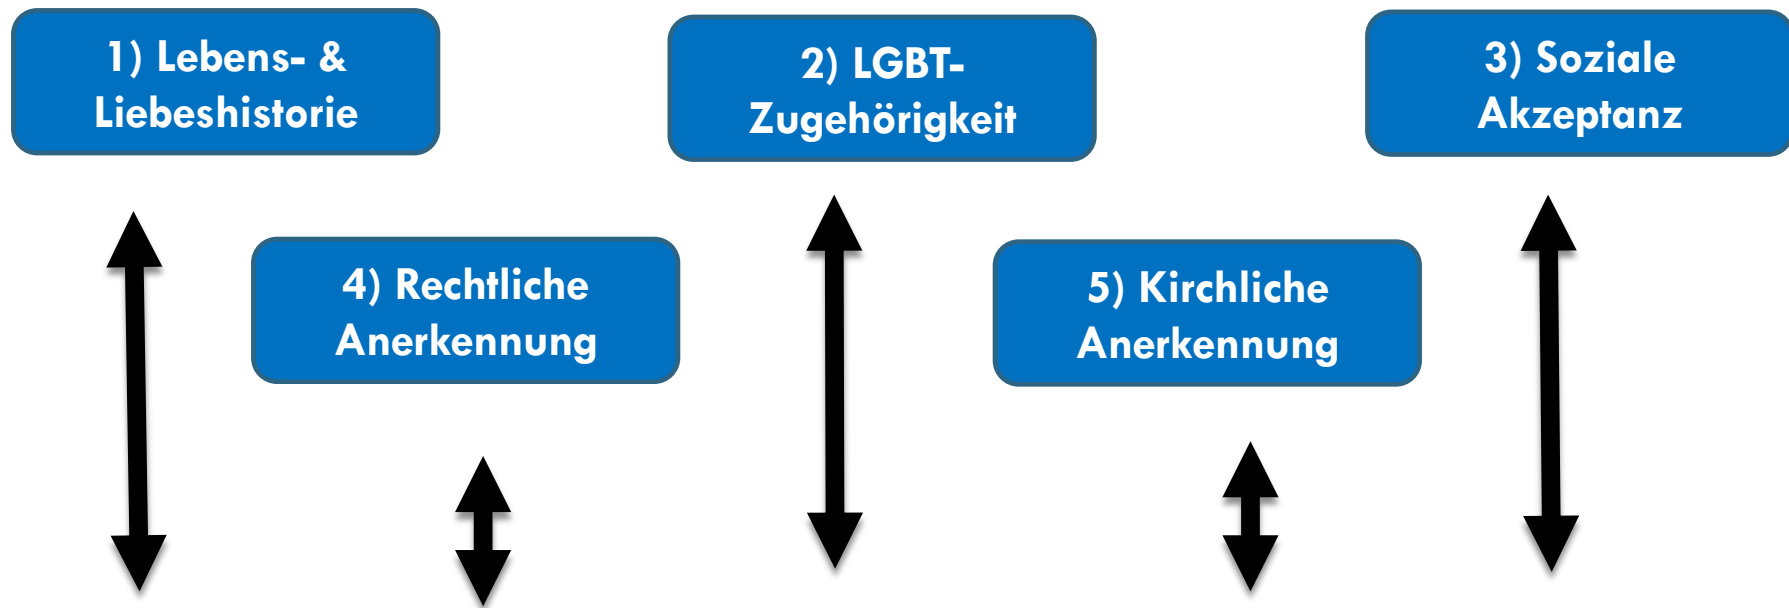 1) Lebens- &
Liebeshistorie
2) LGBT-
Zugehörigkeit
3) Soziale
Akzeptanz
4) Rechtliche
Anerkennung
5) Kirchliche
Anerkennung